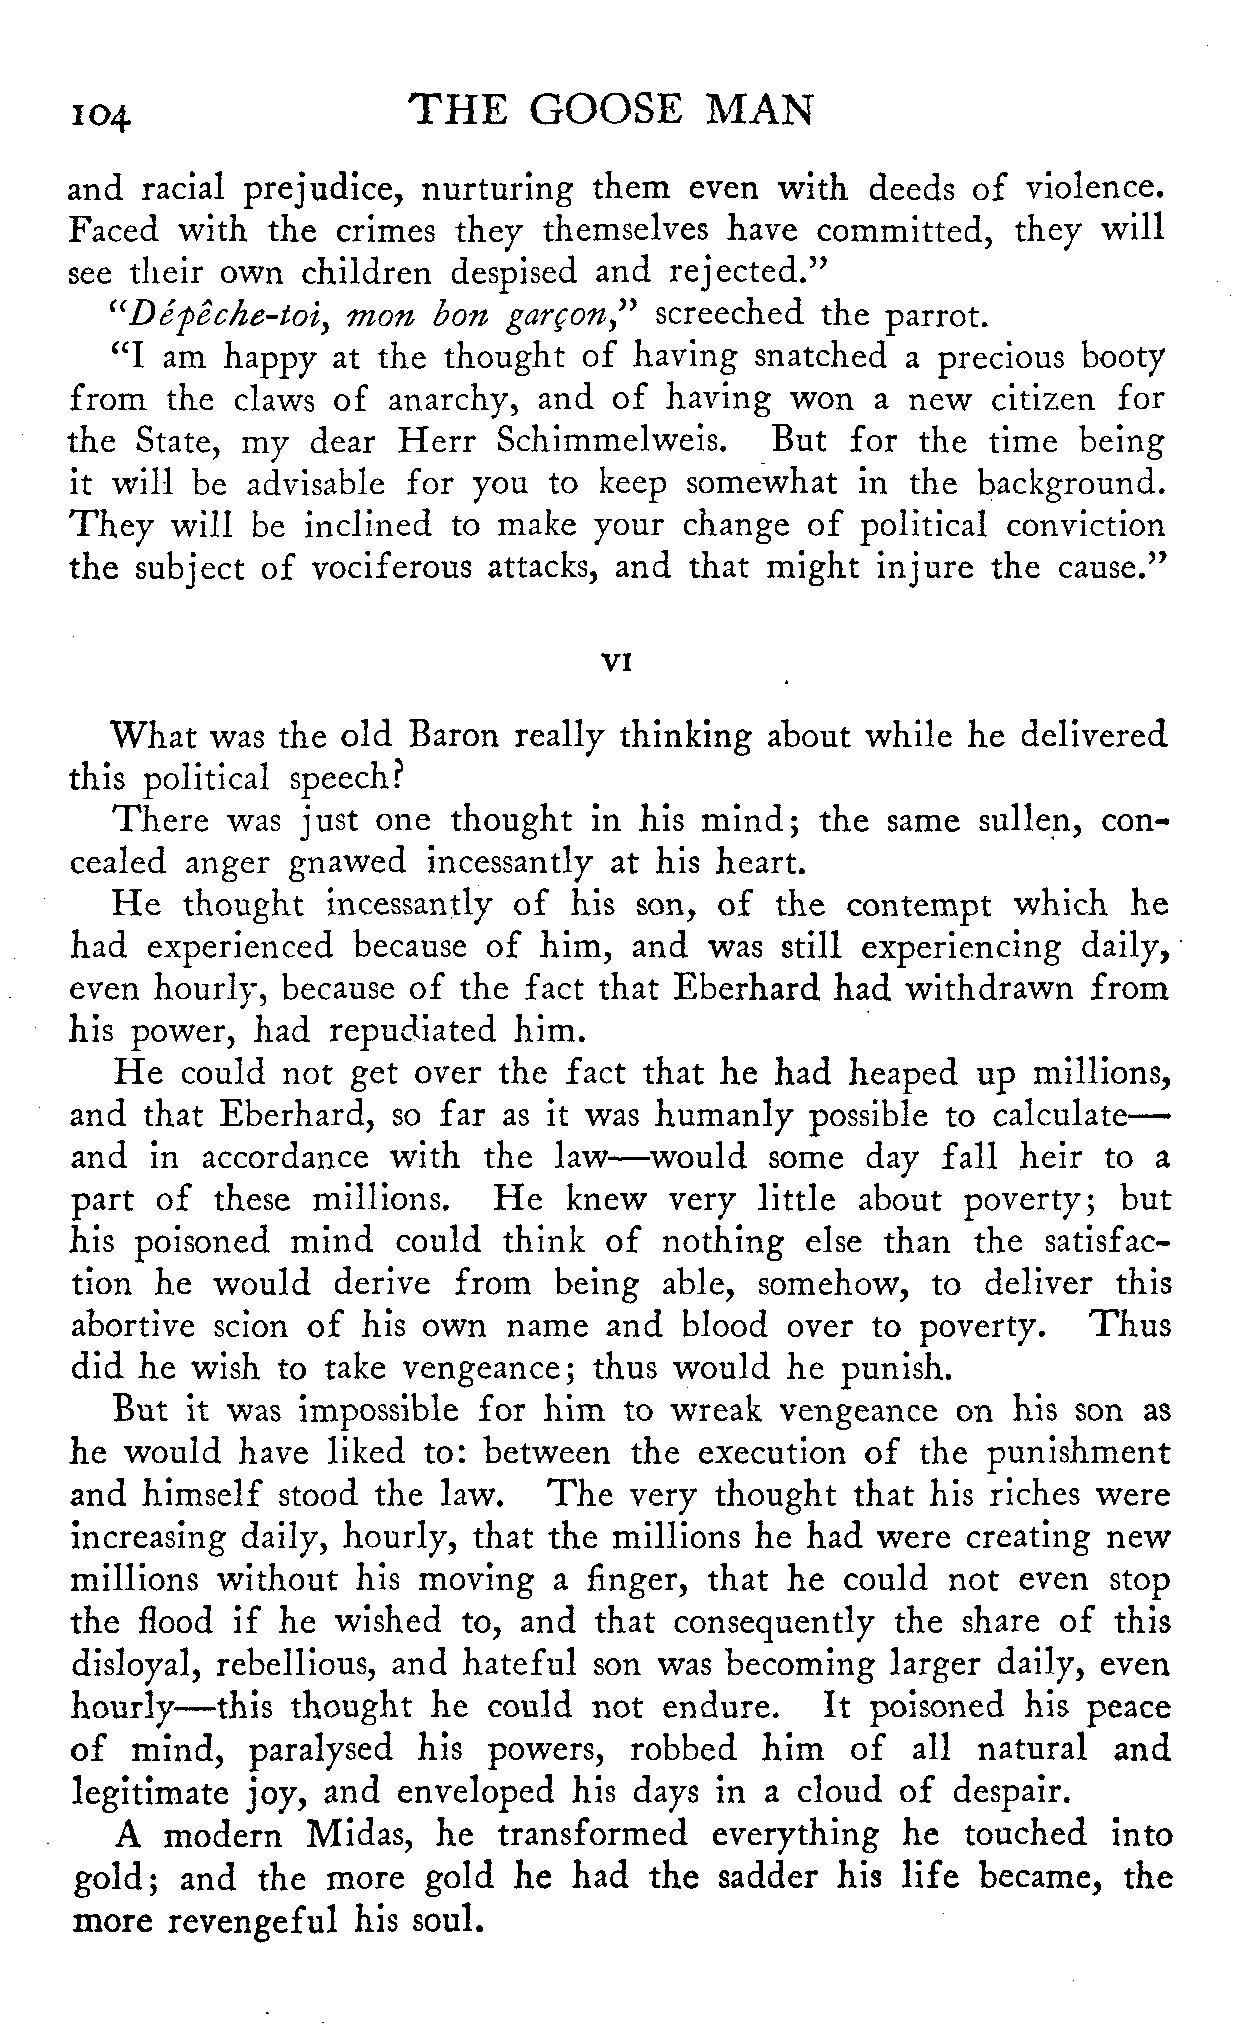 104 THE GOOSE MAN
and racial prejudice, nurturing them even with deeds of violence.
Faced with the crimes they themselves have committed, they will
see their own children despised and rejected."
"Dépêche-toi, mon bon garçon," screeched the parrot.
"I am happy at the thought of having snatched a precious booty
from the claws of anarchy, and of having won a new citizen for
the State, my dear Herr Schimmelweis. But for the time being
it will be advisable for you to keep somewhat in the background.
They will be inclined to make your change of political conviction
the subject of vociferous attacks, and that might injure the cause."
VI
What was the old Baron really thinking about while he delivered
this political speech?
There was just one thought in his mind; the same sullen, con-
cealed anger gnawed incessantly at his heart.
He thought incessantly of his son, of the contempt which he
had experienced because of him, and was still experiencing daily,
even hourly, because of the fact that Eberhard had withdrawn from
his power, had repudiated him.
He could not get over the fact that he had heaped up millions,
and that Eberhard, so far as it was humanly possible to calculate—
and in accordance with the law—would some day fall heir to a
part of these millions. He knew very little about poverty; but
his poisoned mind could think of nothing else than the satisfac-
tion he would derive from being able, somehow, to deliver this
abortive scion of his own name and blood over to poverty. Thus
did he wish to take vengeance; thus would he punish.
But it was impossible for him to wreak vengeance on his son as
he would have liked to: between the execution of the punishment
and himself stood the law. The very thought that his riches were
increasing daily, hourly, that the millions he had were creating new
millions without his moving a finger, that he could not even stop
the flood if he wished to, and that consequently the share of this
disloyal, rebellious, and hateful son was becoming larger daily, even
hourly—this thought he could not endure. It poisoned his peace
of mind, paralysed his powers, robbed him of all natural and
legitimate joy, and enveloped his days in a cloud of despair.
A modern Midas, he transformed everything he touched into
gold; and the more gold he had the sadder his life became, the
more revengeful his soul.